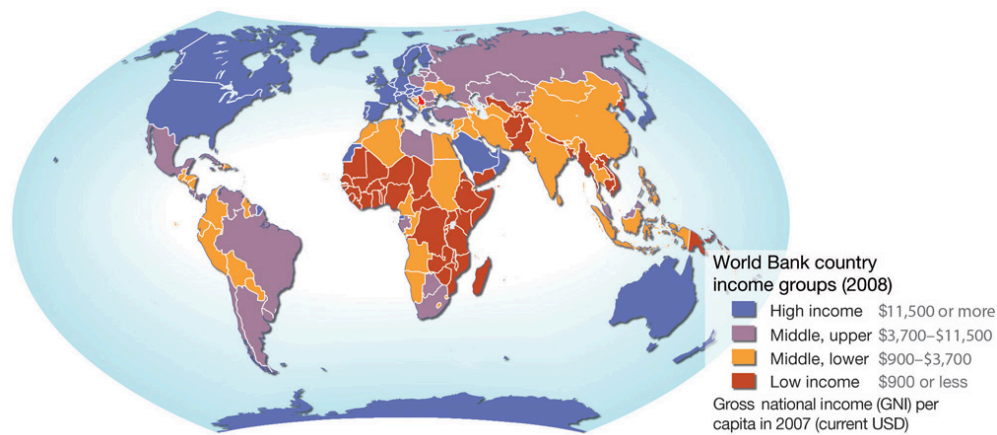 World Bank country
income groups (2008)
High income $11,500 or more
Middle, upper $3,700–$11,500
Middle, lower $900–$3,700
Low income $900 or less
Gross national income (GNI) per
capita in 2007 (current USD)